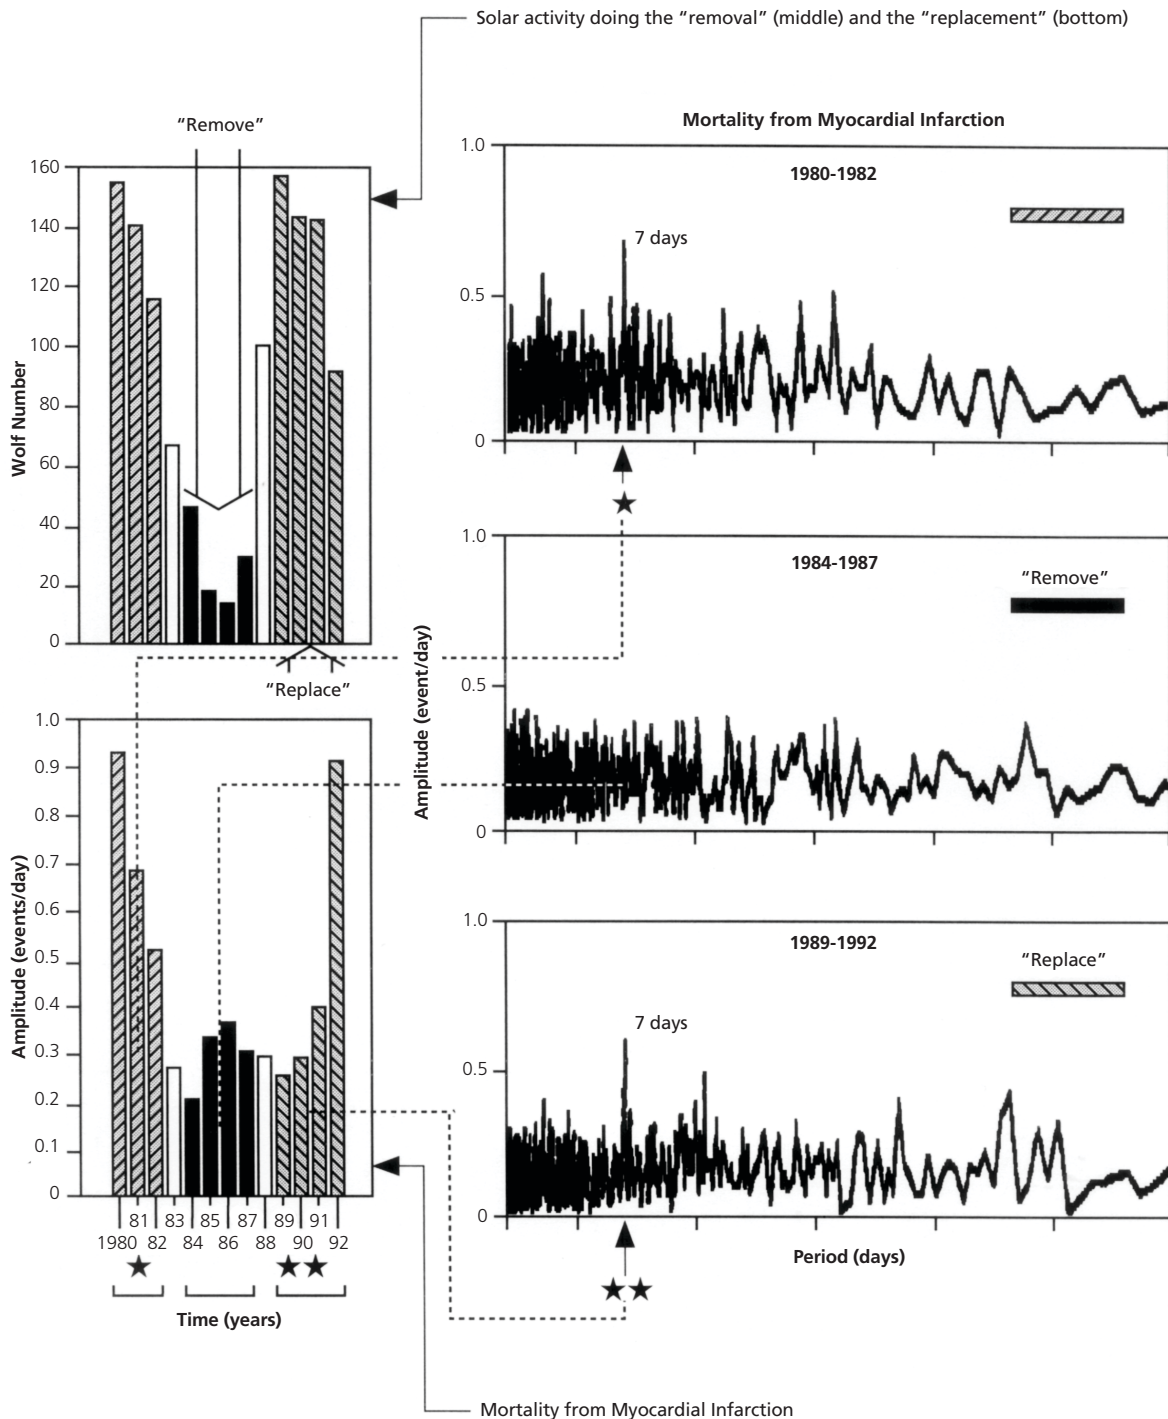 Solar activity doing the “removal” (middle) and the “replacement” (bottom)
“Remove”
160
140
120
100
80
60
40
20
0
Wolf Number
“Replace”
1.0
0.9
0.8
0.7
0.6
0.5
0.4
0.3
0.2
0.1
0
Amplitude (events/day)
81 83 85 87 89 91
1980 82 84 86 88 90 92
★ ★★
Time (years)
Mortality from Myocardial Infarction
1.0
1980-1982
7 days
0.5
0
★
1.0
1984-1987
“Remove”
0.5
0
Amplitude (event/day)
1.0
1989-1992
“Replace”
7 days
0.5
0
Period (days)
★★
Mortality from Myocardial Infarction